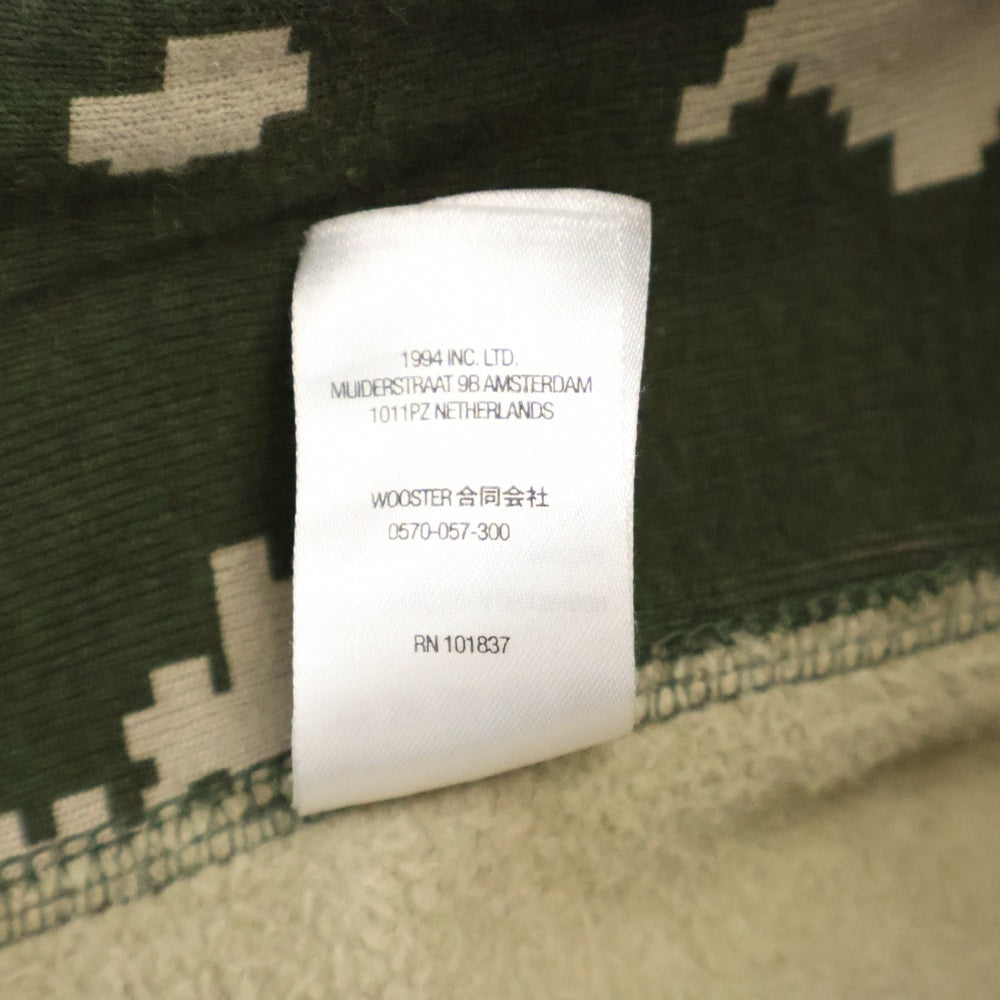 1994 INC. LTD.
MUIDERSTRAAT 9B AMSTERDAM
1011PZ NETHERLANDS
WOOSTER 合同会社
0570-057-300
RN 101837